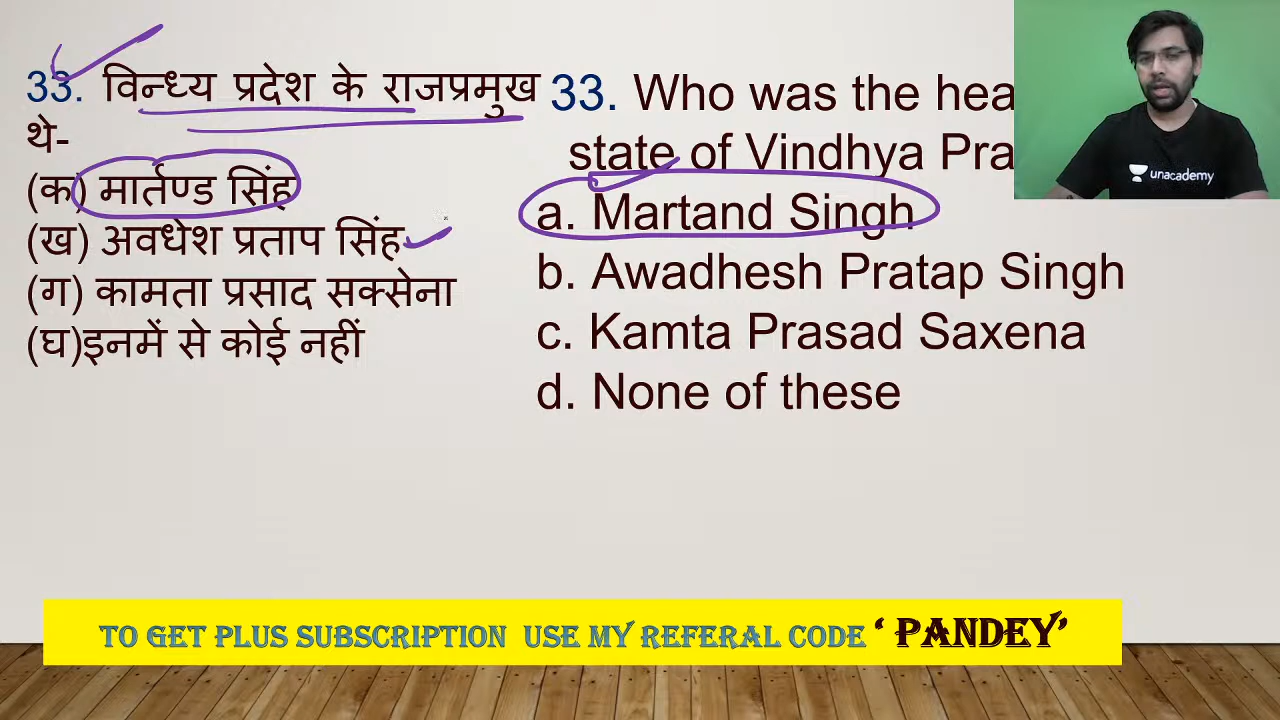 33. विन्ध्य प्रदेश के राजप्रमुख
थे-
(क) मार्तण्ड सिंह
(ख) अवधेश प्रताप सिंह
(ग) कामता प्रसाद सक्सेना
(घ)इनमें से कोई नहीं
33. Who was the hea
state of Vindhya Pra
a. Martand Singh
b. Awadhesh Pratap Singh
c. Kamta Prasad Saxena
d. None of these
unacademy
TO GET PLUS SUBSCRIPTION USE MY REFERAL CODE ‘ PANDEY’